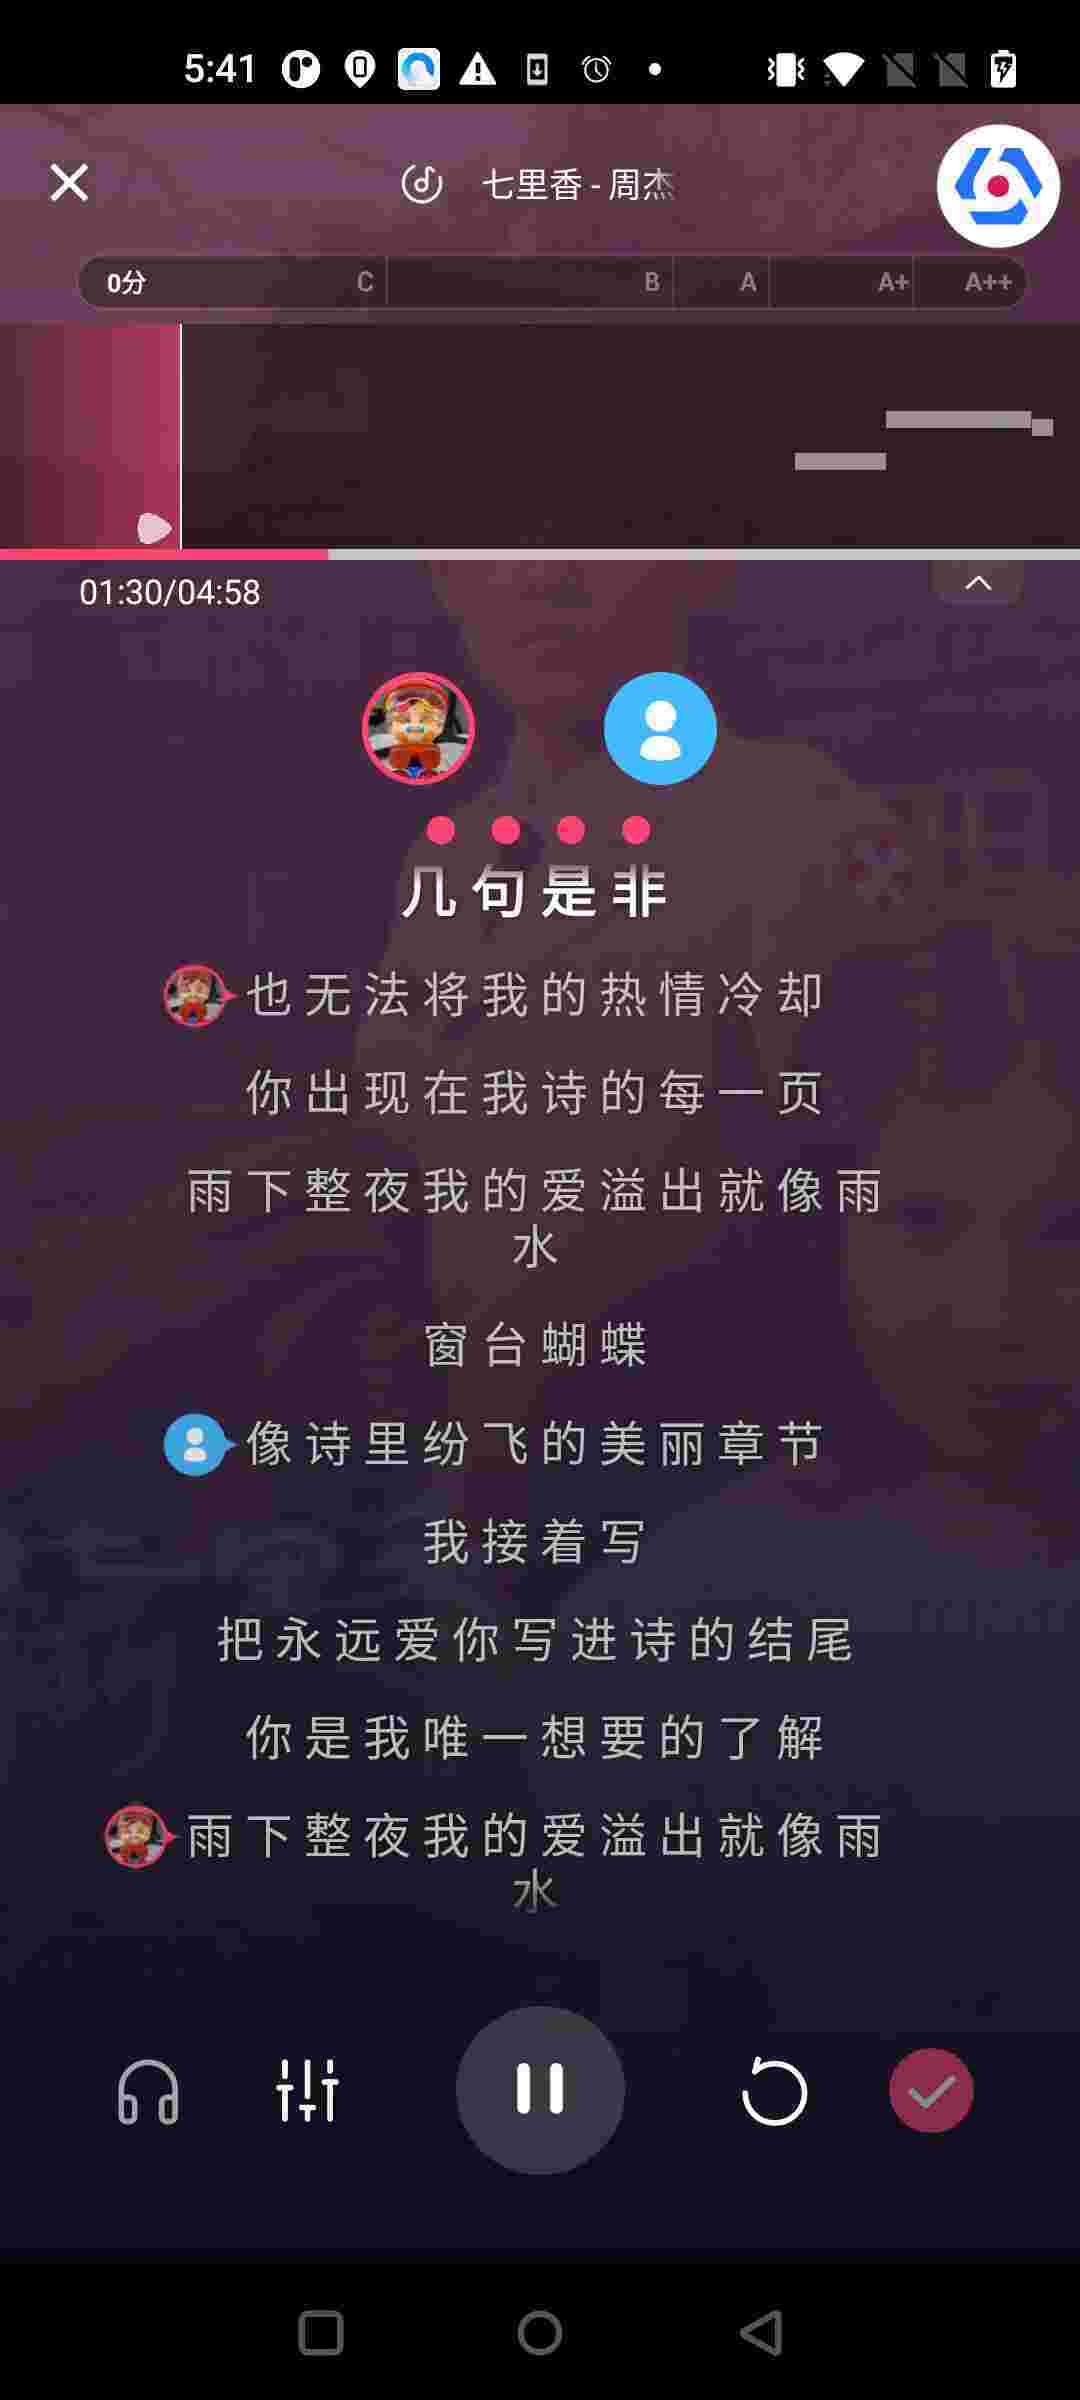 5:41
七里香 - 周杰
0分 C B A A+ A++
01:30/04:58
几句是非
也无法将我的热情冷却
你出现在我诗的每一页
雨下整夜我的爱溢出就像雨
水
窗台蝴蝶
像诗里纷飞的美丽章节
我接着写
把永远爱你写进诗的结尾
你是我唯一想要的了解
雨下整夜我的爱溢出就像雨
水